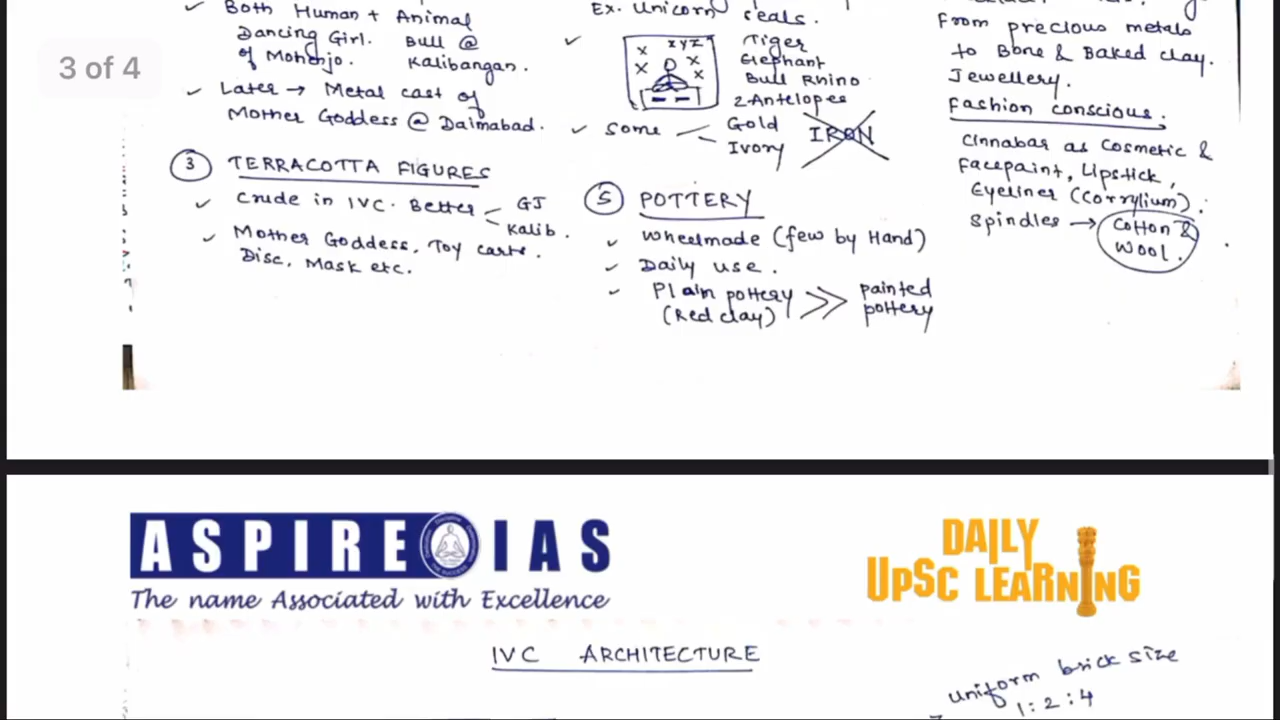 3 of 4
Both Human + Animal
Dancing Girl. Bull @
of Mohenjo. Kalibangan.
Later → Metal cast of
Mother Goddess @ Daimabad.
③ TERRACOTTA FIGURES
Crude in IVC. Better < GJ
Kalib.
Mother Goddess, Toy carts.
Disc, Mask etc.
Ex. Unicorn seals.
xyz
Tiger
Elephant
Bull Rhino
2 Antelopes
Some < Gold
Ivory
IRON
⑤ POTTERY
Wheelmade (few by Hand)
Daily use.
Plain pottery >> painted
(Red clay) pottery
From precious metals
to Bone & Baked clay.
Jewellery.
Fashion conscious.
Cinnabar as Cosmetic &
Facepaint, Lipstick,
Eyeliner (Corrylium).
Spindles → Cotton &
Wool.
ASPIRE IAS
The name Associated with Excellence
DAILY
UPSC LEARNING
IVC ARCHITECTURE
uniform brick size
1:2:4